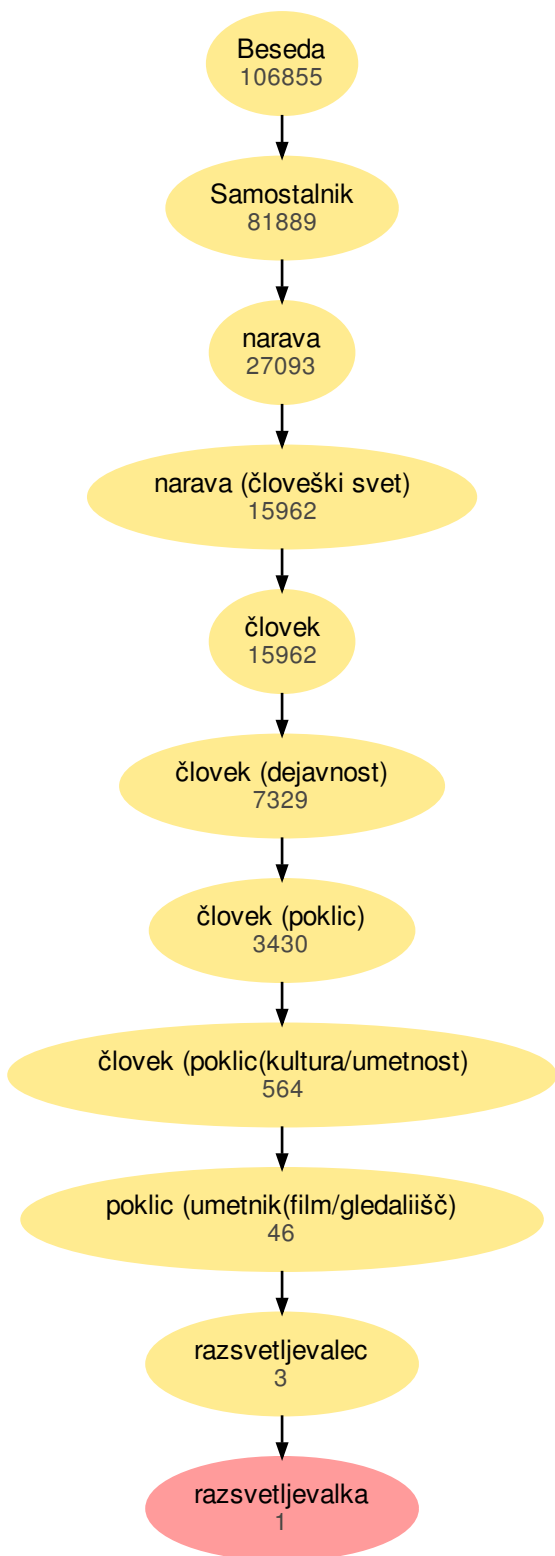 Beseda
106855
Samostalnik
81889
narava
27093
narava (človeški svet)
15962
človek
15962
človek (dejavnost)
7329
človek (poklic)
3430
človek (poklic(kultura/umetnost)
564
poklic (umetnik(film/gledaliišč)
46
razsvetljevalec
3
razsvetljevalka
1